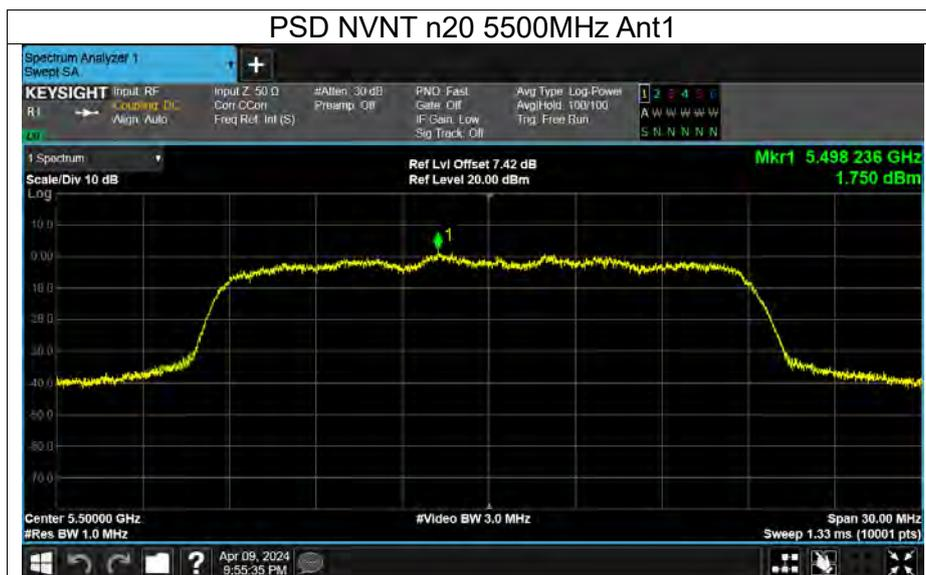 PSD NVNT n20 5500MHz Ant1
Spectrum Analyzer 1
Swept SA
+
KEYSIGHT Input: RF Input Z: 50 Ω #Atten: 30 dB PNO: Fast Avg Type: Log-Power 1 2 3 4 5 6
R L Coupling: DC Corr CCorr Preamp: Off Gate: Off Avg|Hold: 100/100 A W W W W W
Align: Auto Freq Ref: Int (S) IF Gain: Low Trig: Free Run
Sig Track: Off S N N N N N
1 Spectrum Ref Lvl Offset 7.42 dB Mkr1 5.498 236 GHz
Scale/Div 10 dB Ref Level 20.00 dBm 1.750 dBm
Log
10.0
1
0.00
-10.0
-20.0
-30.0
-40.0
-50.0
-60.0
-70.0
Center 5.50000 GHz #Video BW 3.0 MHz Span 30.00 MHz
#Res BW 1.0 MHz Sweep 1.33 ms (10001 pts)
? Apr 09, 2024
9:55:35 PM